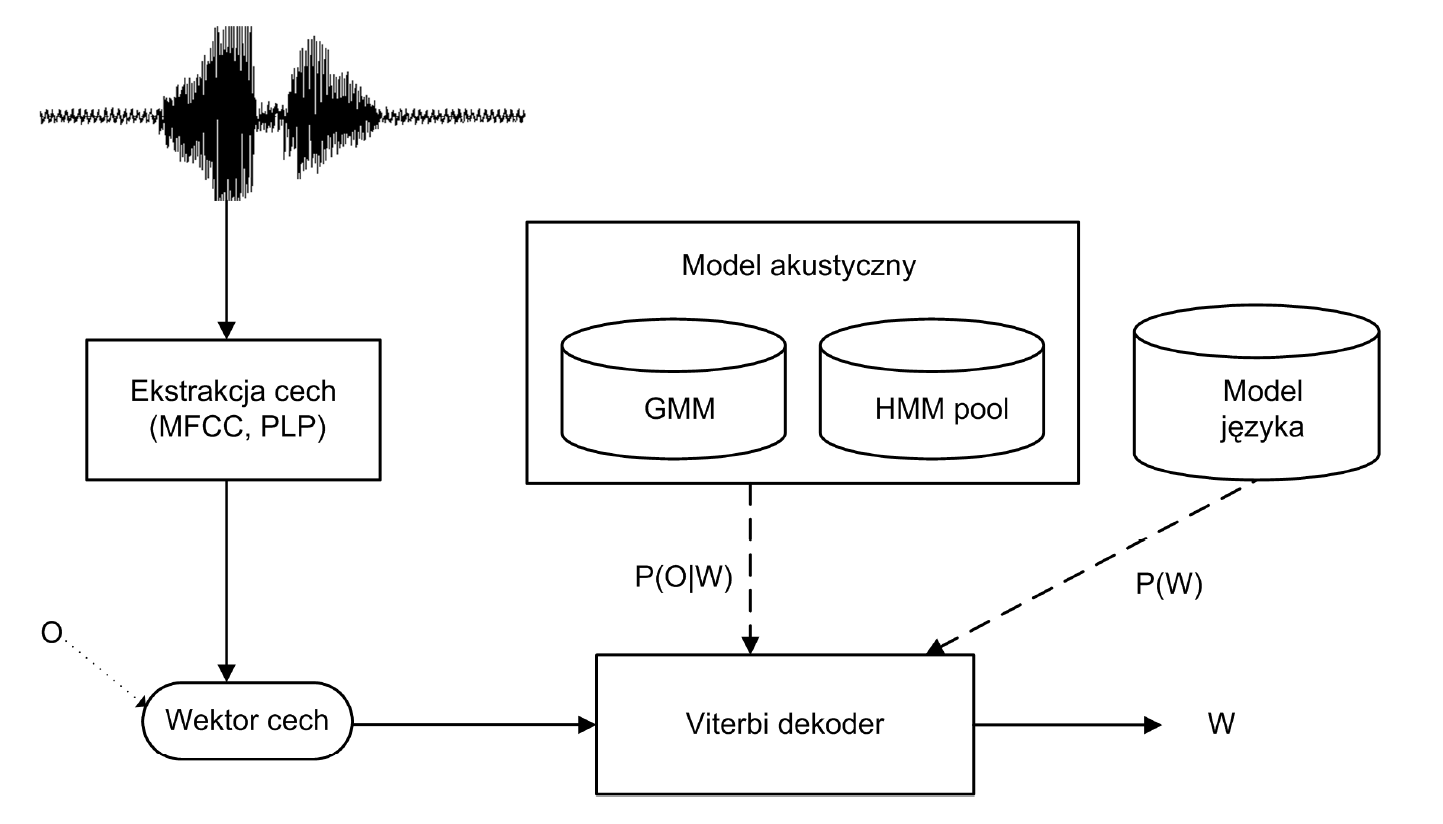 Model akustyczny
Ekstrakcja cech
(MFCC, PLP)
GMM
HMM pool
Model
języka
P(O|W)
P(W)
O
Wektor cech
Viterbi dekoder
W